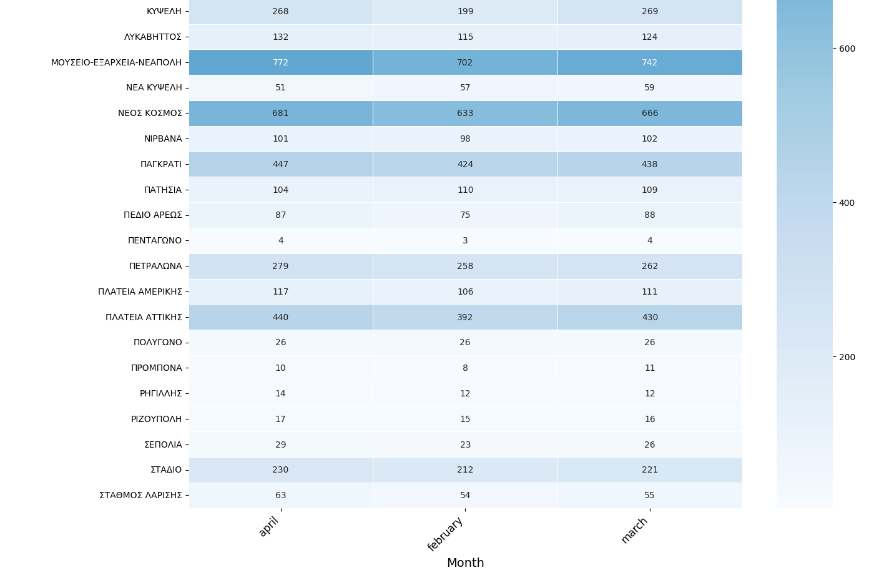 ΚΥΨΕΛΗ 268 199 269
ΛΥΚΑΒΗΤΤΟΣ 132 115 124
ΜΟΥΣΕΙΟ-ΕΞΑΡΧΕΙΑ-ΝΕΑΠΟΛΗ 772 702 742 600
ΝΕΑ ΚΥΨΕΛΗ 51 57 59
ΝΕΟΣ ΚΟΣΜΟΣ 681 633 666
ΝΙΡΒΑΝΑ 101 98 102
ΠΑΓΚΡΑΤΙ 447 424 438
ΠΑΤΗΣΙΑ 104 110 109
ΠΕΔΙΟ ΑΡΕΩΣ 87 75 88 400
ΠΕΝΤΑΓΩΝΟ 4 3 4
ΠΕΤΡΑΛΩΝΑ 279 258 262
ΠΛΑΤΕΙΑ ΑΜΕΡΙΚΗΣ 117 106 111
ΠΛΑΤΕΙΑ ΑΤΤΙΚΗΣ 440 392 430
ΠΟΛΥΓΩΝΟ 26 26 26 200
ΠΡΟΜΠΟΝΑ 10 8 11
ΡΗΓΙΛΛΗΣ 14 12 12
ΡΙΖΟΥΠΟΛΗ 17 15 16
ΣΕΠΟΛΙΑ 29 23 26
ΣΤΑΔΙΟ 230 212 221
ΣΤΑΘΜΟΣ ΛΑΡΙΣΗΣ 63 54 55
april february march
Month